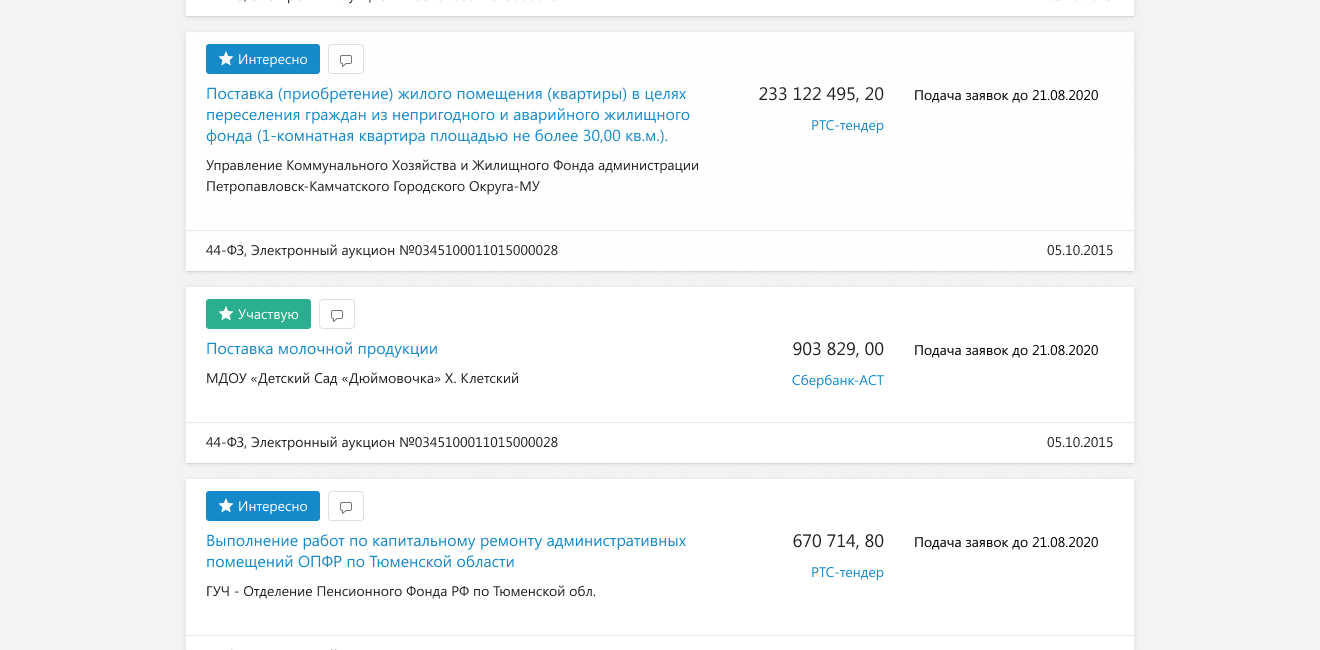 Интересно
Поставка (приобретение) жилого помещения (квартиры) в целях
переселения граждан из непригодного и аварийного жилищного
фонда (1-комнатная квартира площадью не более 30,00 кв.м.).
233 122 495, 20
РТС-тендер
Подача заявок до 21.08.2020
Управление Коммунального Хозяйства и Жилищного Фонда администрации
Петропавловск-Камчатского Городского Округа-МУ
44-ФЗ, Электронный аукцион №0345100011015000028
05.10.2015
Участвую
Поставка молочной продукции
903 829, 00
Сбербанк-АСТ
Подача заявок до 21.08.2020
МДОУ «Детский Сад «Дюймовочка» Х. Клетский
44-ФЗ, Электронный аукцион №0345100011015000028
05.10.2015
Интересно
Выполнение работ по капитальному ремонту административных
помещений ОПФР по Тюменской области
670 714, 80
РТС-тендер
Подача заявок до 21.08.2020
ГУЧ - Отделение Пенсионного Фонда РФ по Тюменской обл.